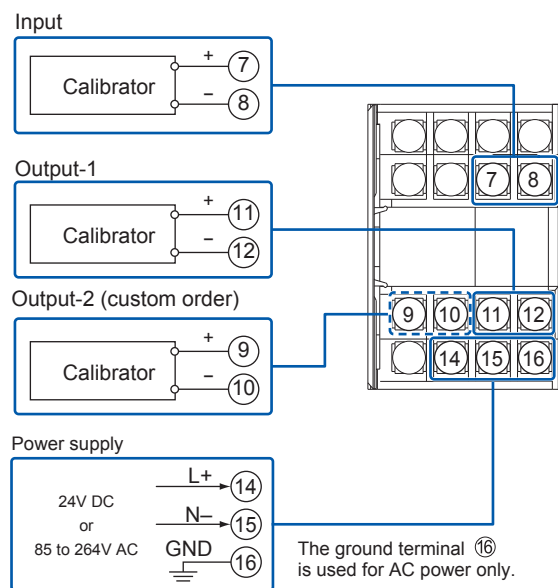 Input
Calibrator
+ ⑦
− ⑧
7 8
Output-1
Calibrator
+ ⑪
− ⑫
Output-2 (custom order)
Calibrator
+ ⑨
− ⑩
9 10 11 12
14 15 16
Power supply
24V DC
or
85 to 264V AC
L+ ⑭
N− ⑮
GND ⑯
The ground terminal ⑯
is used for AC power only.